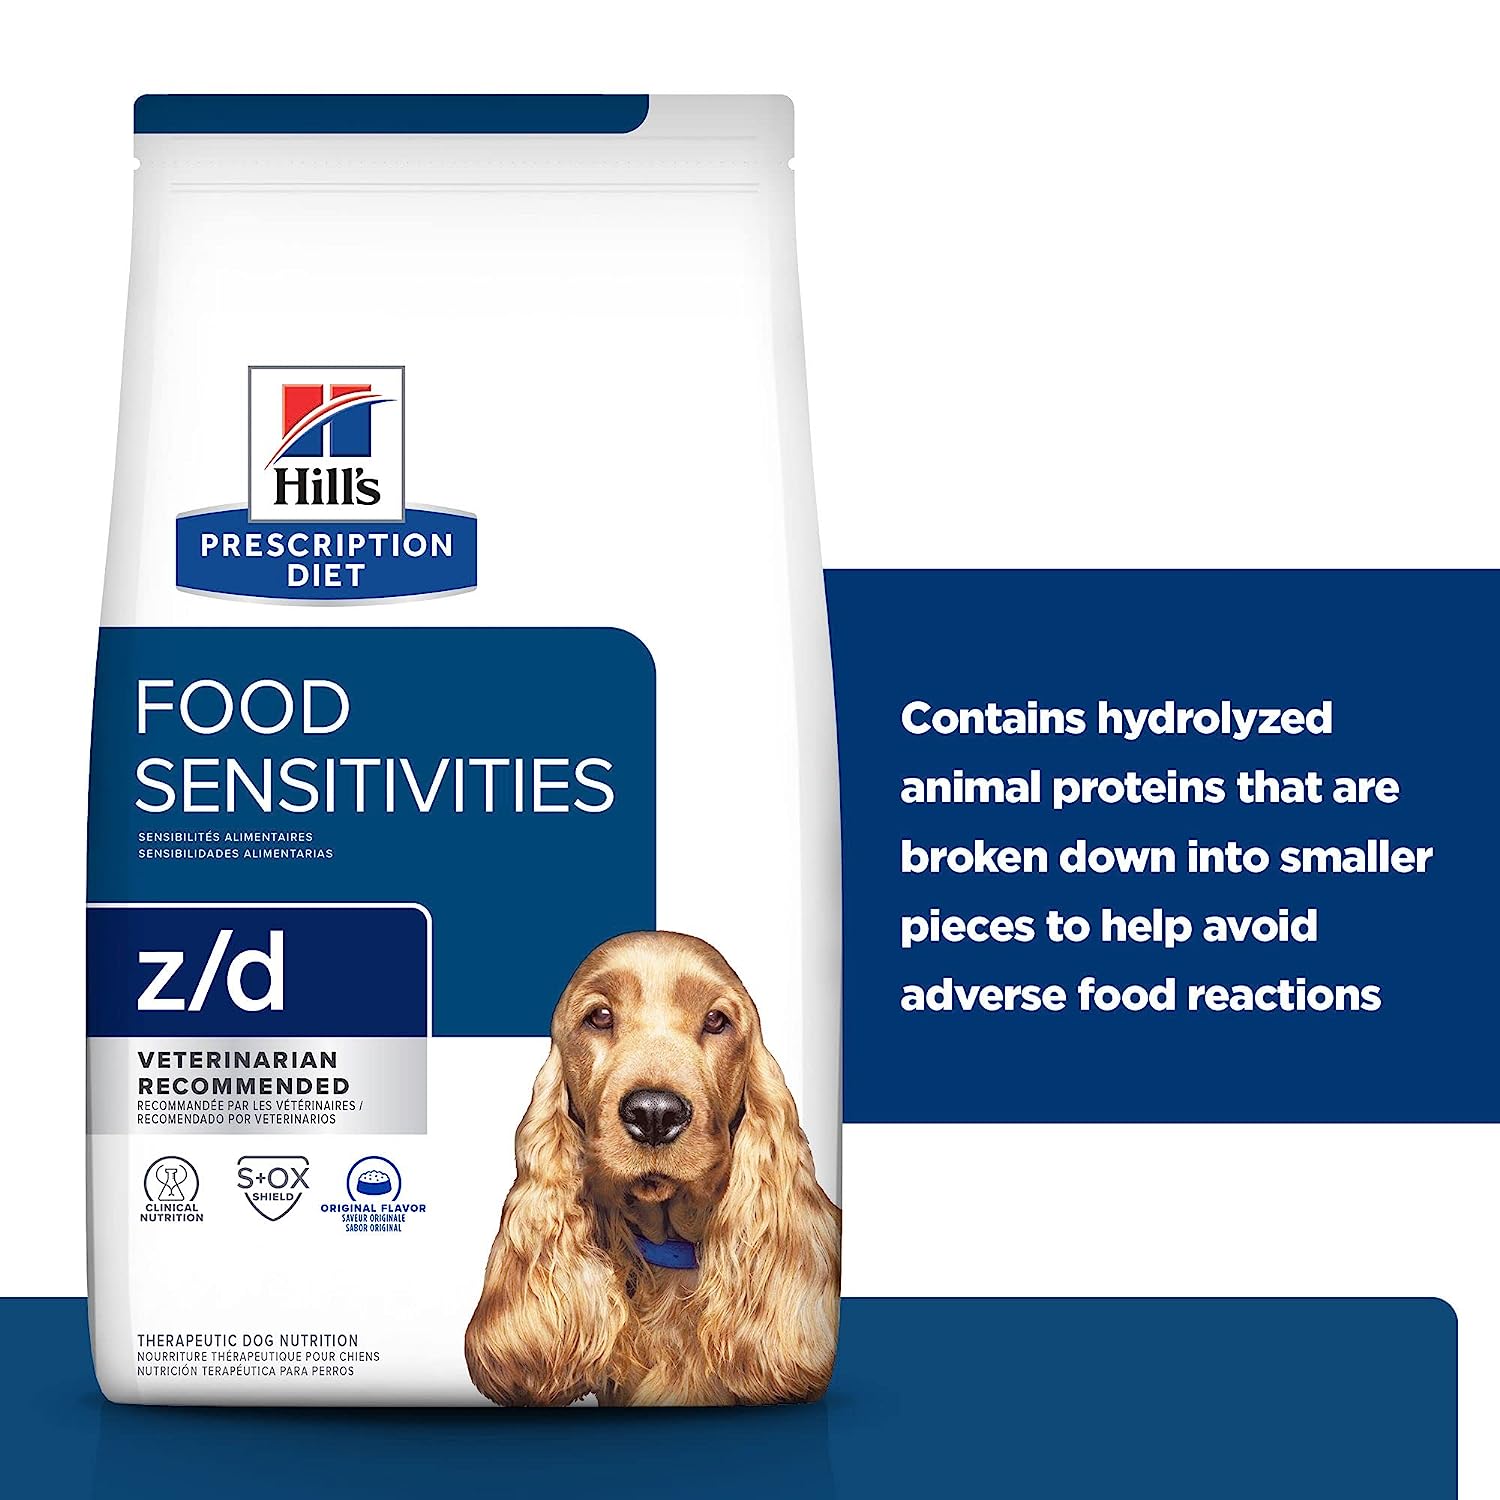 Hill's
PRESCRIPTION
DIET
FOOD
SENSITIVITIES
SENSIBILITÉS ALIMENTAIRES
SENSIBILIDADES ALIMENTARIAS
z/d
VETERINARIAN
RECOMMENDED
RECOMMANDÉE PAR LES VÉTÉRINAIRES /
RECOMENDADO POR VETERINARIOS
CLINICAL
NUTRITION
S+OX
SHIELD
ORIGINAL FLAVOR
SAVEUR ORIGINALE
SABOR ORIGINAL
THERAPEUTIC DOG NUTRITION
NOURRITURE THÉRAPEUTIQUE POUR CHIENS
NUTRICIÓN TERAPÉUTICA PARA PERROS
Contains hydrolyzed
animal proteins that are
broken down into smaller
pieces to help avoid
adverse food reactions